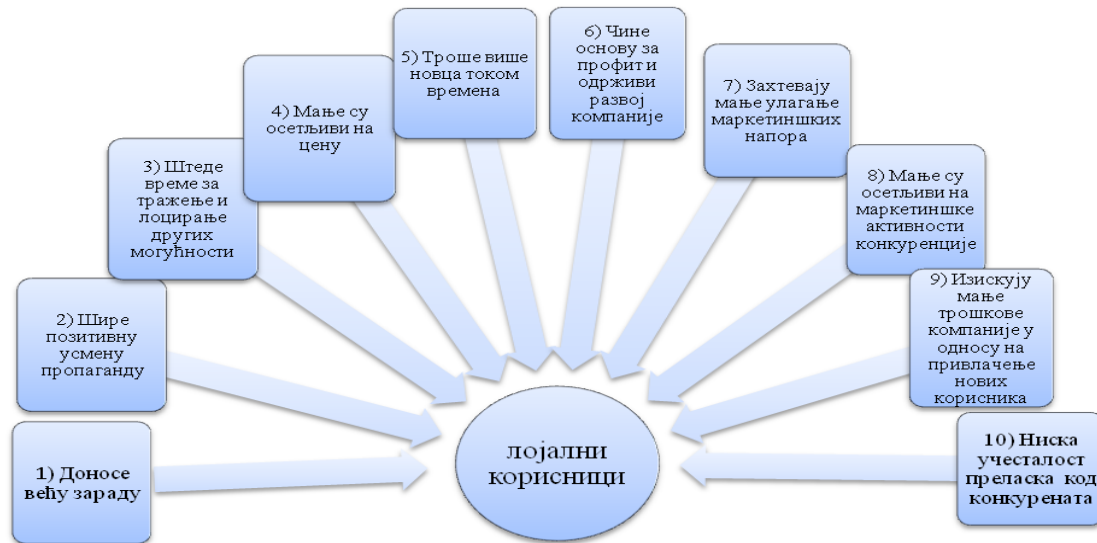 1) Доносе
већу зараду
2) Шире
позитивну
усмену
пропаганду
3) Штеде
време за
тражење и
лоцирање
других
могућности
4) Мање су
осетљиви на
цену
5) Троше више
новца током
времена
6) Чине
основу за
профит и
одрживи
развој
компаније
7) Захтевају
мање улагање
маркетиншких
напора
8) Мање су
осетљиви на
маркетиншке
активности
конкуренције
9) Изискују
мање
трошкове
компаније у
односу на
привлачење
нових
корисника
10) Ниска
учесталост
преласка код
конкурената
лојални
корисници